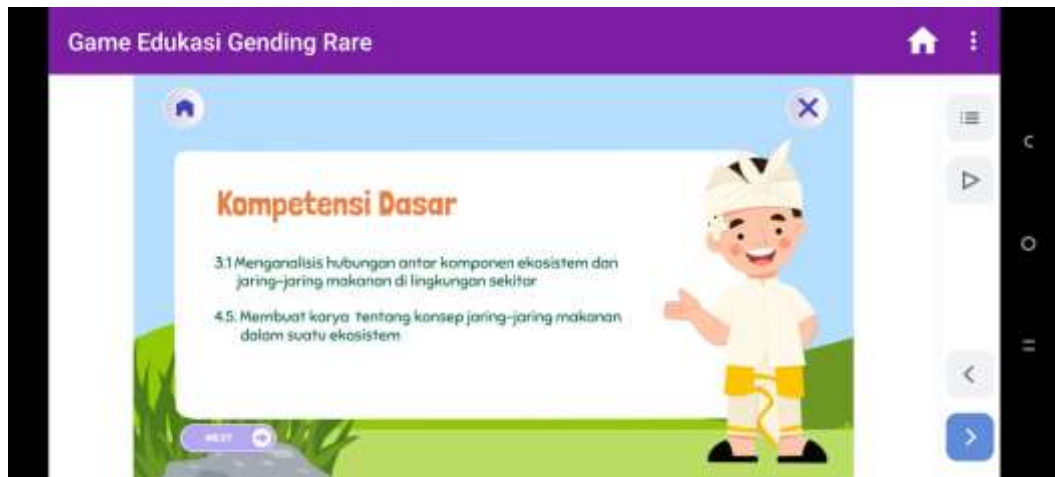 Game Edukasi Gending Rare
Kompetensi Dasar
3.1 Menganalisis hubungan antar komponen ekosistem dan
jaring-jaring makanan di lingkungan sekitar
4.5. Membuat karya tentang konsep jaring-jaring makanan
dalam suatu ekosistem
NEXT